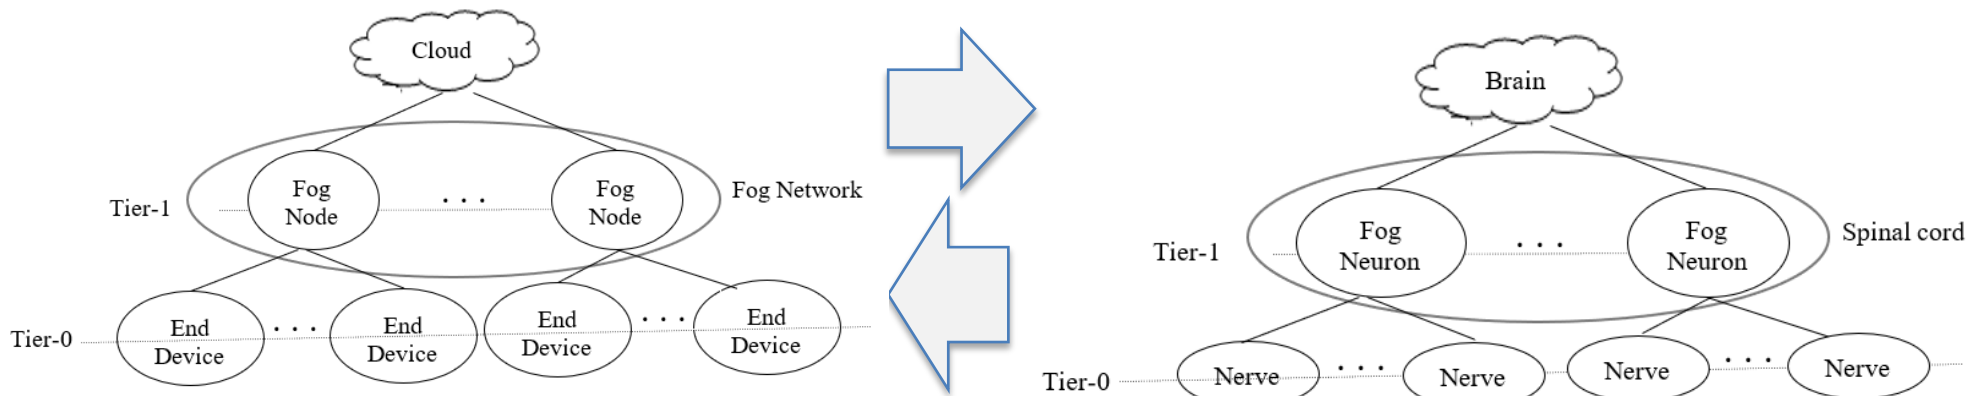 Cloud
Fog
Node
. . .
Fog
Node
Fog Network
Tier-1
End
Device
. . .
End
Device
End
Device
. . .
End
Device
Tier-0
Brain
Fog
Neuron
. . .
Fog
Neuron
Spinal cord
Tier-1
Nerve
. . .
Nerve
Nerve
. . .
Nerve
Tier-0